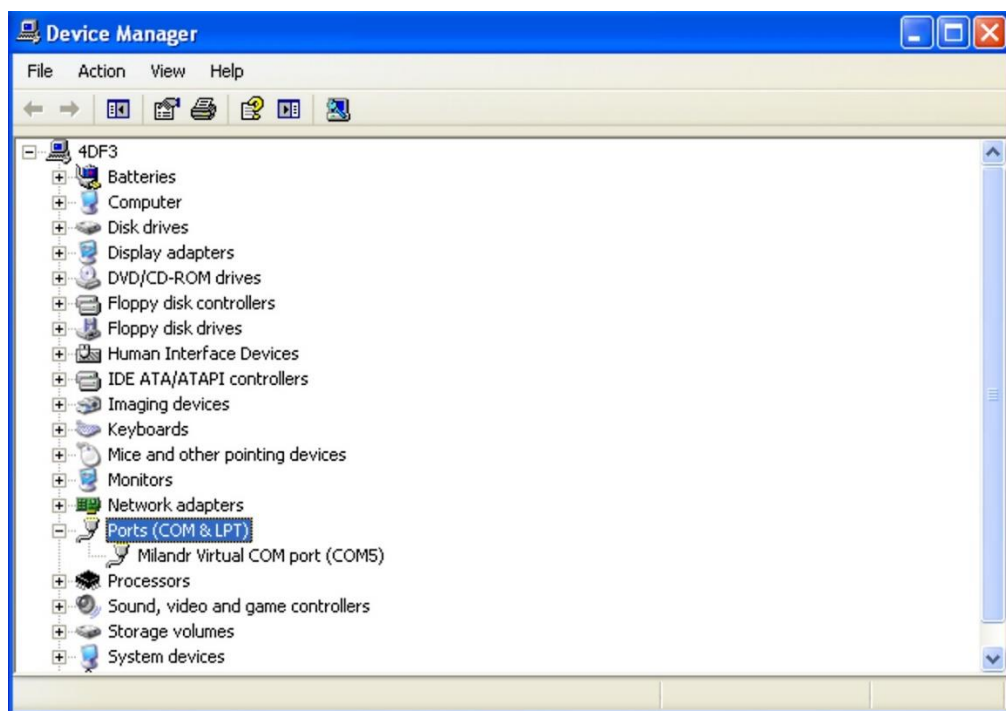 Device Manager
File Action View Help
4DF3
Batteries
Computer
Disk drives
Display adapters
DVD/CD-ROM drives
Floppy disk controllers
Floppy disk drives
Human Interface Devices
IDE ATA/ATAPI controllers
Imaging devices
Keyboards
Mice and other pointing devices
Monitors
Network adapters
Ports (COM & LPT)
Milandr Virtual COM port (COM5)
Processors
Sound, video and game controllers
Storage volumes
System devices